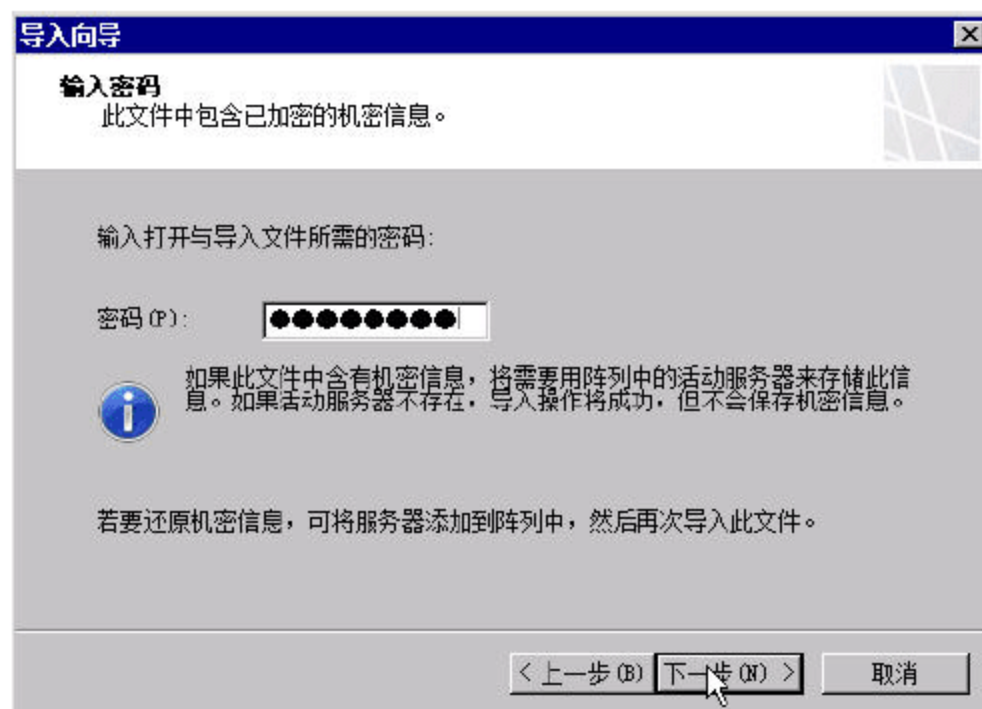 导入向导
输入密码
此文件中包含已加密的机密信息。
输入打开与导入文件所需的密码:
密码(P):
如果此文件中含有机密信息，将需要用阵列中的活动服务器来存储此信
息。如果活动服务器不存在，导入操作将成功，但不会保存机密信息。
若要还原机密信息，可将服务器添加到阵列中，然后再次导入此文件。
< 上一步(B) 下一步(N) > 取消